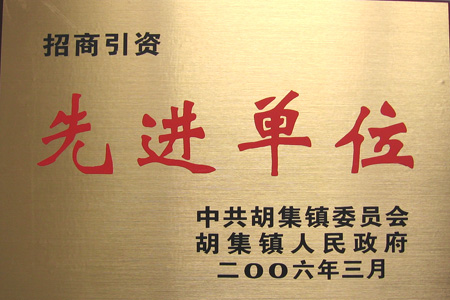 招商引资
先进单位
中共胡集镇委员会
胡集镇人民政府
二OO六年三月